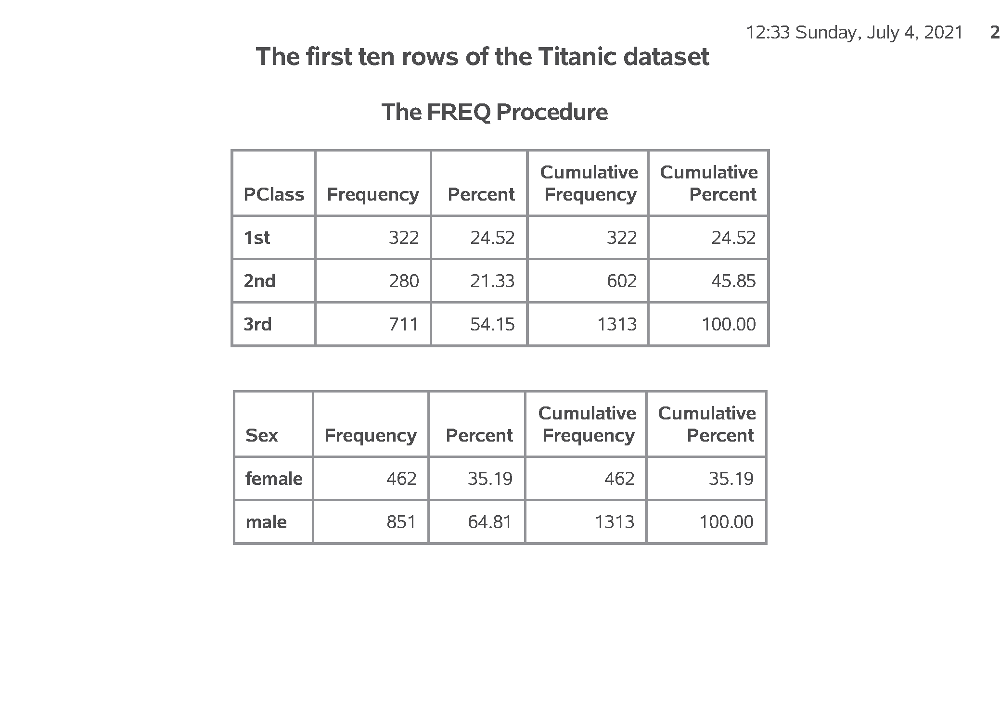 12:33 Sunday, July 4, 2021 2
The first ten rows of the Titanic dataset
The FREQ Procedure
PClass Frequency Percent Cumulative Frequency Cumulative Percent
1st 322 24.52 322 24.52
2nd 280 21.33 602 45.85
3rd 711 54.15 1313 100.00
Sex Frequency Percent Cumulative Frequency Cumulative Percent
female 462 35.19 462 35.19
male 851 64.81 1313 100.00